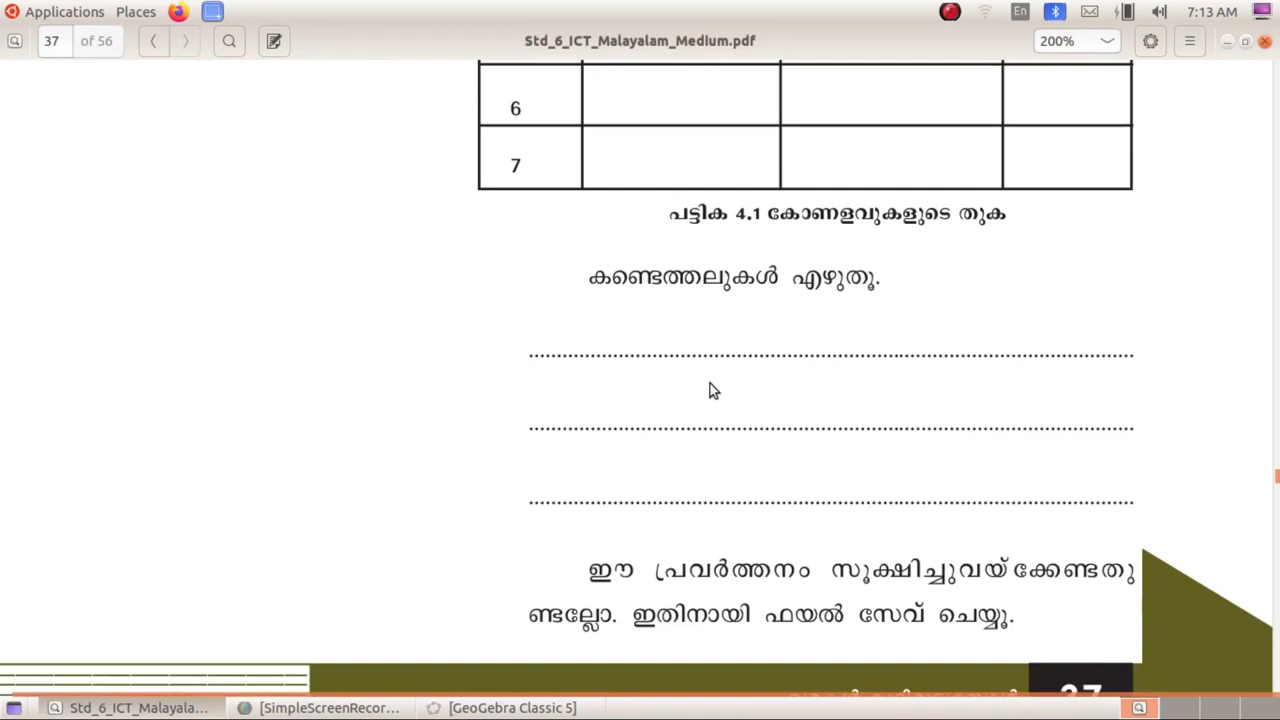 Applications Places En 7:13 AM
37 of 56 Std_6_ICT_Malayalam_Medium.pdf 200%
6
7
പട്ടിക 4.1 കോണളവുകളുടെ തുക
കണ്ടെത്തലുകൾ എഴുതൂ.
......................................................................................................
......................................................................................................
......................................................................................................
ഈ പ്രവർത്തനം സൂക്ഷിച്ചുവയ്ക്കേണ്ടതു
ണ്ടല്ലോ. ഇതിനായി ഫയൽ സേവ് ചെയ്യൂ.
37
Std_6_ICT_Malayala... [SimpleScreenRecor... [GeoGebra Classic 5]